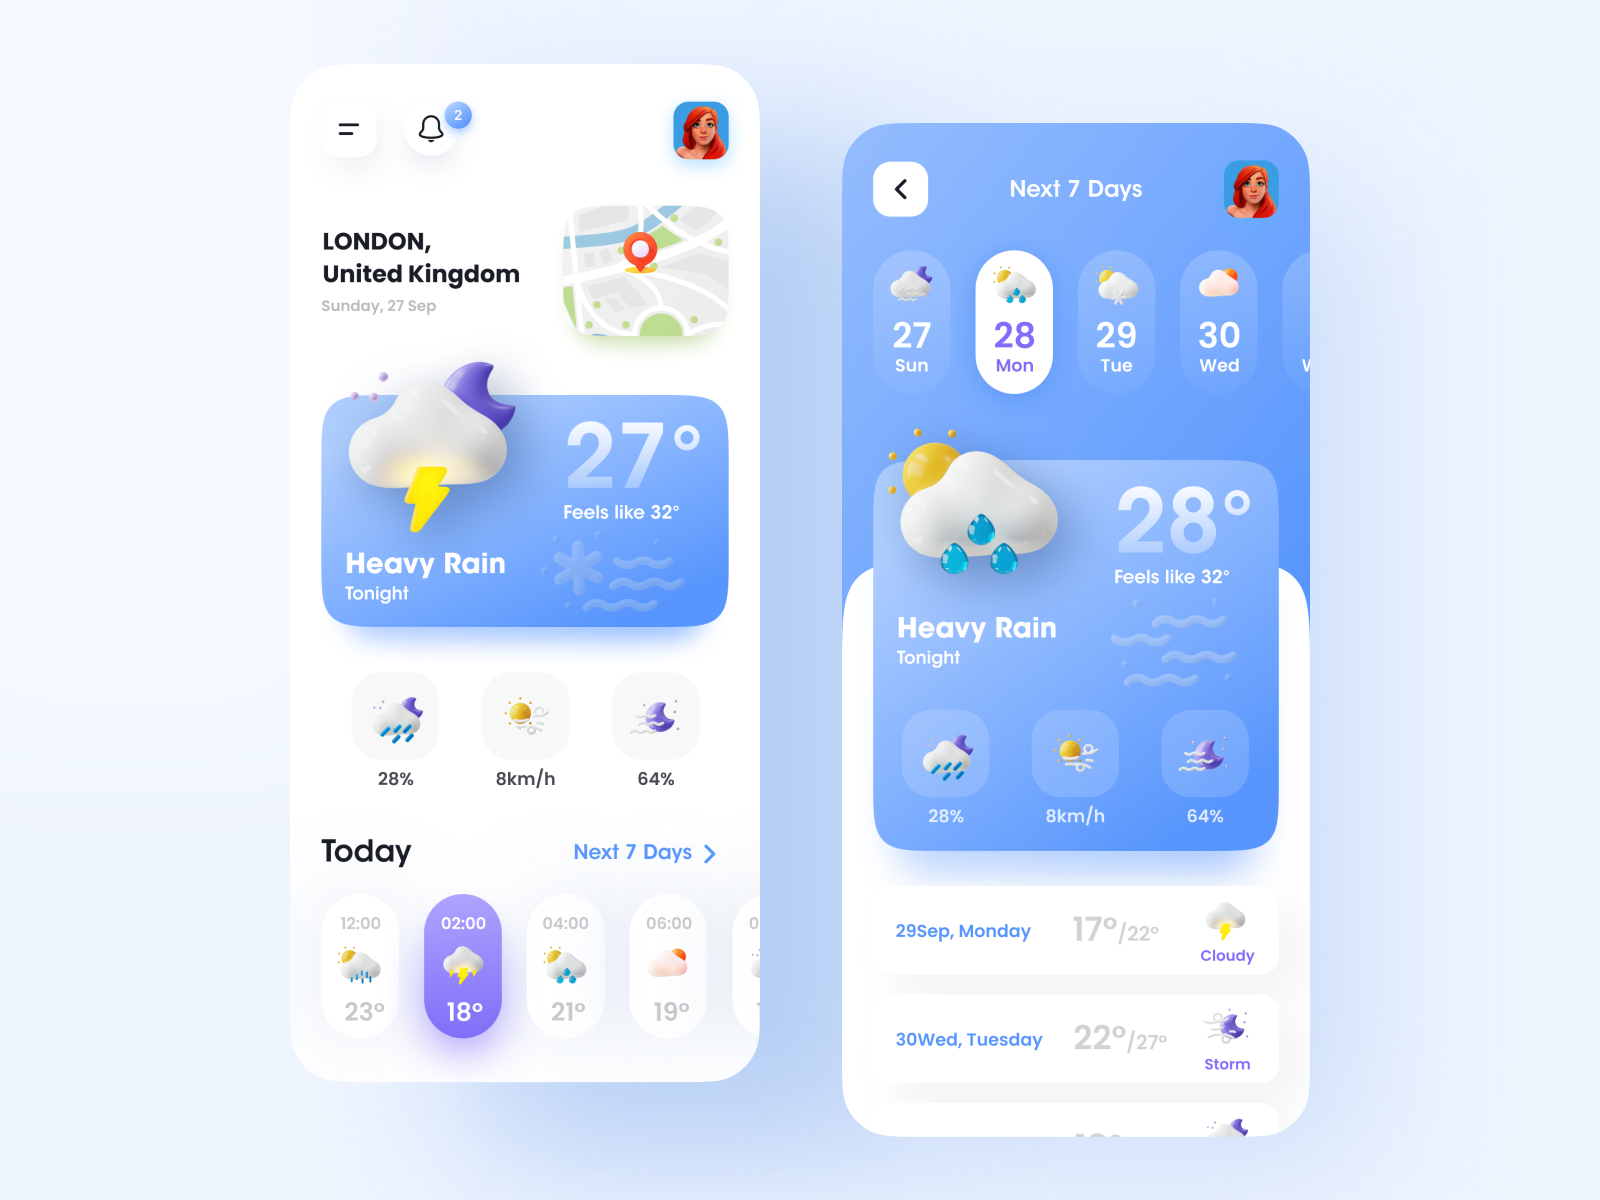 2
LONDON,
United Kingdom
Sunday, 27 Sep
27°
Feels like 32°
Heavy Rain
Tonight
28%
8km/h
64%
Today
Next 7 Days
12:00
02:00
04:00
06:00
23°
18°
21°
19°
Next 7 Days
27
28
29
30
Sun
Mon
Tue
Wed
28°
Feels like 32°
Heavy Rain
Tonight
28%
8km/h
64%
29Sep, Monday
17°/22°
Cloudy
30Wed, Tuesday
22°/27°
Storm